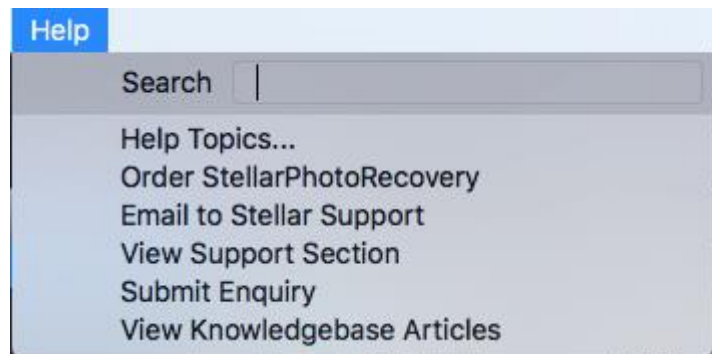 Help
Search
Help Topics...
Order StellarPhotoRecovery
Email to Stellar Support
View Support Section
Submit Enquiry
View Knowledgebase Articles